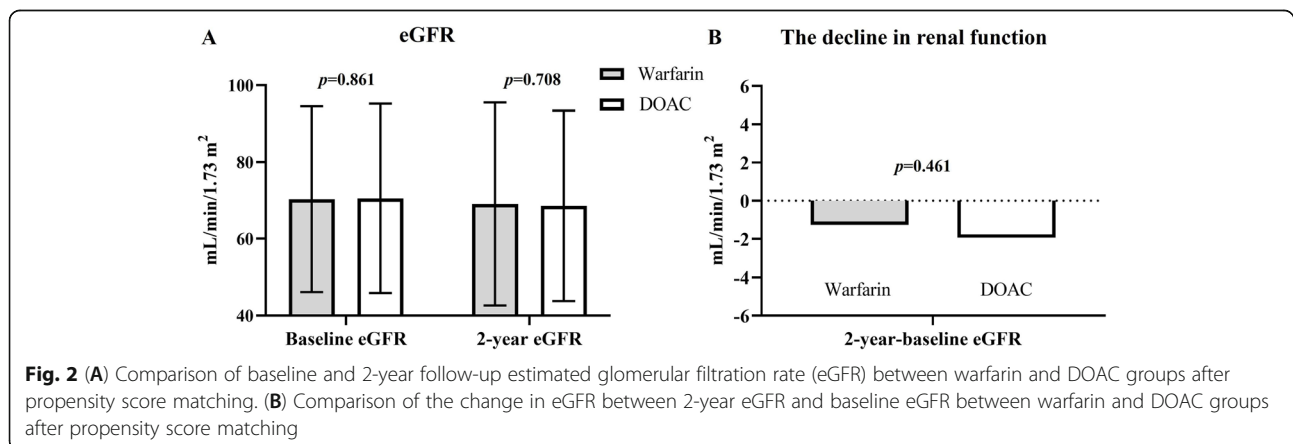 A
eGFR
Warfarin
DOAC
p=0.861
p=0.708
100
80
60
40
mL/min/1.73 m²
Baseline eGFR
2-year eGFR
B
The decline in renal function
6
4
2
0
-2
-4
-6
mL/min/1.73 m²
p=0.461
Warfarin
DOAC
2-year-baseline eGFR
Fig. 2 (A) Comparison of baseline and 2-year follow-up estimated glomerular filtration rate (eGFR) between warfarin and DOAC groups after
propensity score matching. (B) Comparison of the change in eGFR between 2-year eGFR and baseline eGFR between warfarin and DOAC groups
after propensity score matching